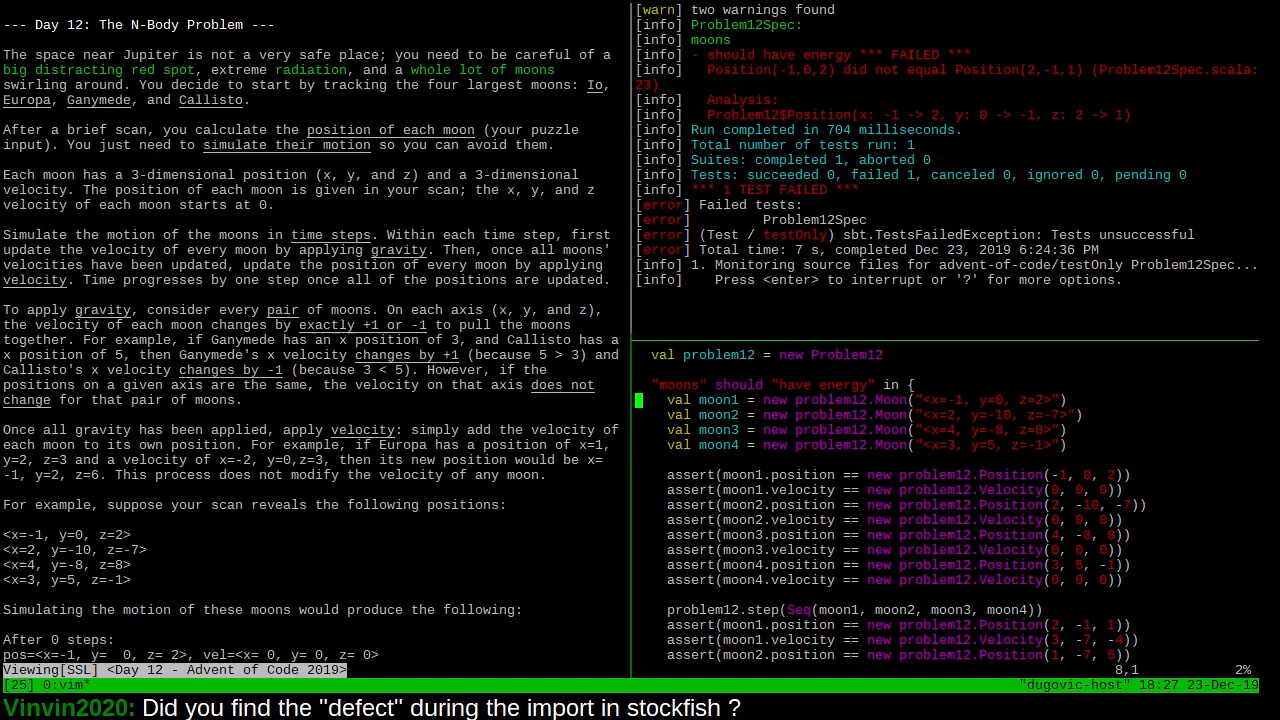 --- Day 12: The N-Body Problem ---
The space near Jupiter is not a very safe place; you need to be careful of a
big distracting red spot, extreme radiation, and a whole lot of moons
swirling around. You decide to start by tracking the four largest moons: Io,
Europa, Ganymede, and Callisto.
After a brief scan, you calculate the position of each moon (your puzzle
input). You just need to simulate their motion so you can avoid them.
Each moon has a 3-dimensional position (x, y, and z) and a 3-dimensional
velocity. The position of each moon is given in your scan; the x, y, and z
velocity of each moon starts at 0.
Simulate the motion of the moons in time steps. Within each time step, first
update the velocity of every moon by applying gravity. Then, once all moons'
velocities have been updated, update the position of every moon by applying
velocity. Time progresses by one step once all of the positions are updated.
To apply gravity, consider every pair of moons. On each axis (x, y, and z),
the velocity of each moon changes by exactly +1 or -1 to pull the moons
together. For example, if Ganymede has an x position of 3, and Callisto has a
x position of 5, then Ganymede's x velocity changes by +1 (because 5 > 3) and
Callisto's x velocity changes by -1 (because 3 < 5). However, if the
positions on a given axis are the same, the velocity on that axis does not
change for that pair of moons.
Once all gravity has been applied, apply velocity: simply add the velocity of
each moon to its own position. For example, if Europa has a position of x=1,
y=2, z=3 and a velocity of x=-2, y=0,z=3, then its new position would be x=
-1, y=2, z=6. This process does not modify the velocity of any moon.
For example, suppose your scan reveals the following positions:
<x=-1, y=0, z=2>
<x=2, y=-10, z=-7>
<x=4, y=-8, z=8>
<x=3, y=5, z=-1>
Simulating the motion of these moons would produce the following:
After 0 steps:
pos=<x=-1, y=  0, z= 2>, vel=<x= 0, y= 0, z= 0>
Viewing[SSL] <Day 12 - Advent of Code 2019>
[warn] two warnings found
[info] Problem12Spec:
[info] moons
[info] - should have energy *** FAILED ***
[info]   Position(-1,0,2) did not equal Position(2,-1,1) (Problem12Spec.scala:
23)
[info]   Analysis:
[info]   Problem12$Position(x: -1 -> 2, y: 0 -> -1, z: 2 -> 1)
[info] Run completed in 704 milliseconds.
[info] Total number of tests run: 1
[info] Suites: completed 1, aborted 0
[info] Tests: succeeded 0, failed 1, canceled 0, ignored 0, pending 0
[info] *** 1 TEST FAILED ***
[error] Failed tests:
[error]         Problem12Spec
[error] (Test / testOnly) sbt.TestsFailedException: Tests unsuccessful
[error] Total time: 7 s, completed Dec 23, 2019 6:24:36 PM
[info] 1. Monitoring source files for advent-of-code/testOnly Problem12Spec...
[info]    Press <enter> to interrupt or '?' for more options.
val problem12 = new Problem12
"moons" should "have energy" in {
val moon1 = new problem12.Moon("<x=-1, y=0, z=2>")
val moon2 = new problem12.Moon("<x=2, y=-10, z=-7>")
val moon3 = new problem12.Moon("<x=4, y=-8, z=8>")
val moon4 = new problem12.Moon("<x=3, y=5, z=-1>")
assert(moon1.position == new problem12.Position(-1, 0, 2))
assert(moon1.velocity == new problem12.Velocity(0, 0, 0))
assert(moon2.position == new problem12.Position(2, -10, -7))
assert(moon2.velocity == new problem12.Velocity(0, 0, 0))
assert(moon3.position == new problem12.Position(4, -8, 8))
assert(moon3.velocity == new problem12.Velocity(0, 0, 0))
assert(moon4.position == new problem12.Position(3, 5, -1))
assert(moon4.velocity == new problem12.Velocity(0, 0, 0))
problem12.step(Seq(moon1, moon2, moon3, moon4))
assert(moon1.position == new problem12.Position(2, -1, 1))
assert(moon1.velocity == new problem12.Velocity(3, -7, -4))
assert(moon2.position == new problem12.Position(1, -7, 5))
8,1 2%
[25] 0:vim* "dugovic-host" 18:27 23-Dec-19
Vinvin2020: Did you find the "defect" during the import in stockfish ?